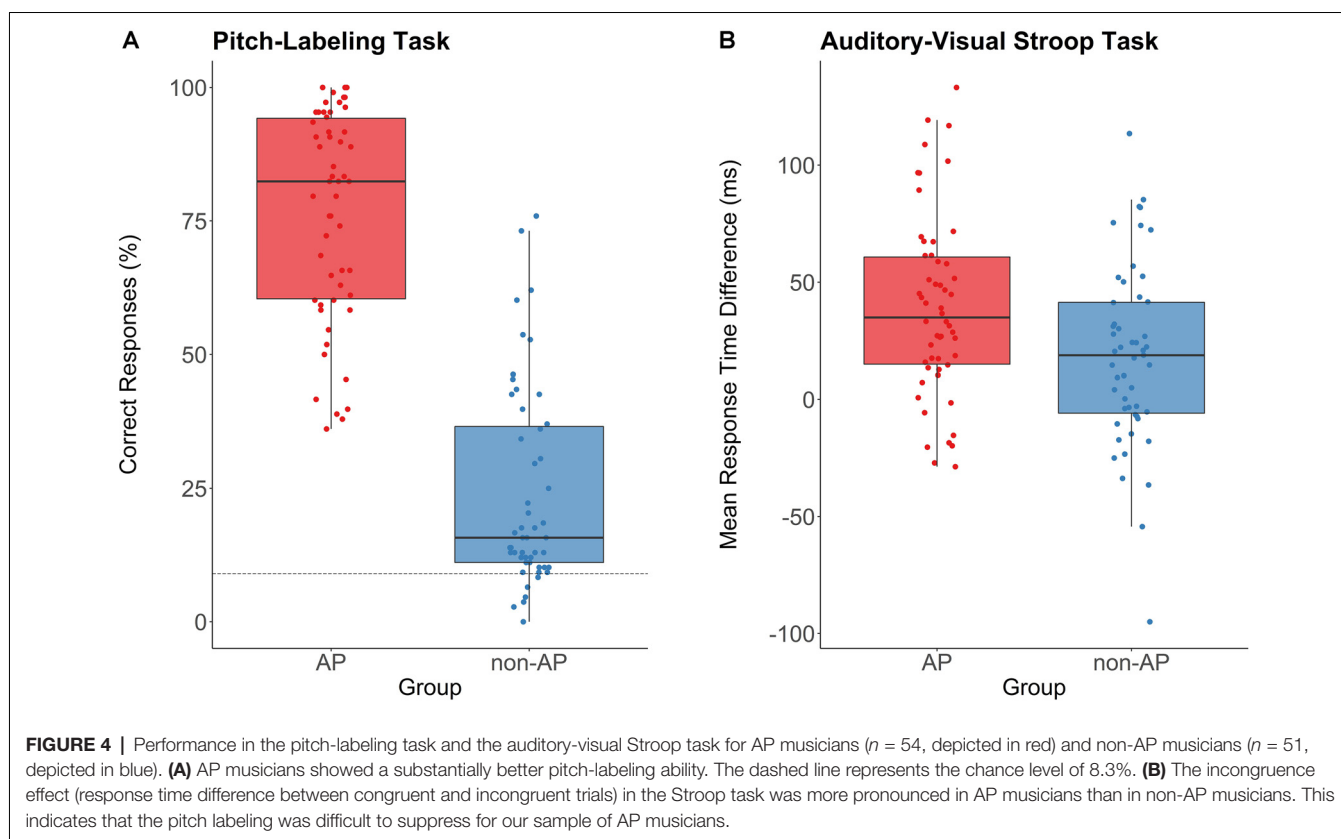 A
Pitch-Labeling Task
100
75
50
25
0
Correct Responses (%)
AP
non-AP
Group
B
Auditory-Visual Stroop Task
100
50
0
-50
-100
Mean Response Time Difference (ms)
AP
non-AP
Group
FIGURE 4 | Performance in the pitch-labeling task and the auditory-visual Stroop task for AP musicians (n = 54, depicted in red) and non-AP musicians (n = 51,
depicted in blue). (A) AP musicians showed a substantially better pitch-labeling ability. The dashed line represents the chance level of 8.3%. (B) The incongruence
effect (response time difference between congruent and incongruent trials) in the Stroop task was more pronounced in AP musicians than in non-AP musicians. This
indicates that the pitch labeling was difficult to suppress for our sample of AP musicians.